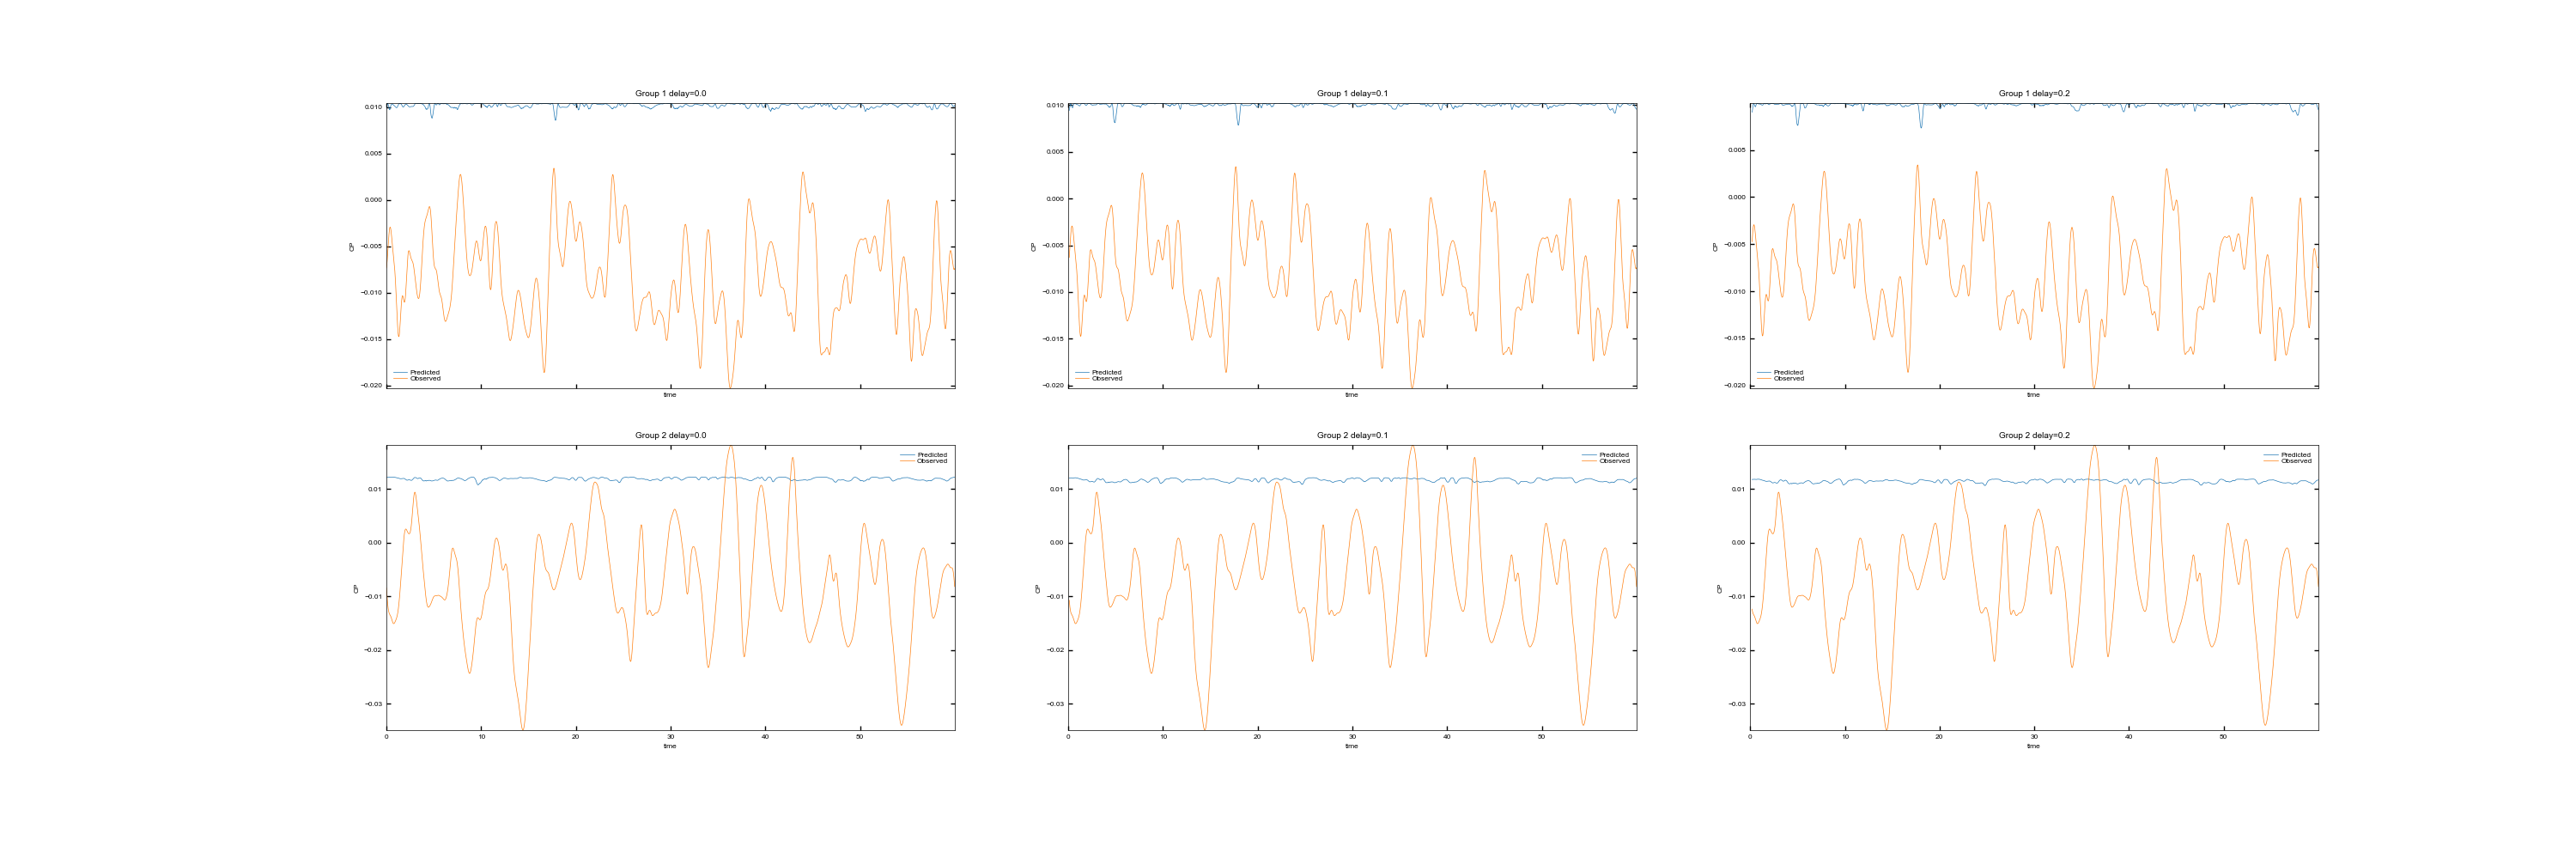 Group 1 delay=0.0
Group 1 delay=0.1
Group 1 delay=0.2
0.010
0.005
0.000
−0.005
−0.010
−0.015
−0.020
CP
Predicted
Observed
time
0.010
0.005
0.000
−0.005
−0.010
−0.015
−0.020
CP
Predicted
Observed
time
0.005
0.000
−0.005
−0.010
−0.015
−0.020
CP
Predicted
Observed
time
Group 2 delay=0.0
Group 2 delay=0.1
Group 2 delay=0.2
Predicted
Observed
0.01
0.00
−0.01
−0.02
−0.03
CP
0 10 20 30 40 50
time
Predicted
Observed
0.01
0.00
−0.01
−0.02
−0.03
CP
0 10 20 30 40 50
time
Predicted
Observed
0.01
0.00
−0.01
−0.02
−0.03
CP
0 10 20 30 40 50
time